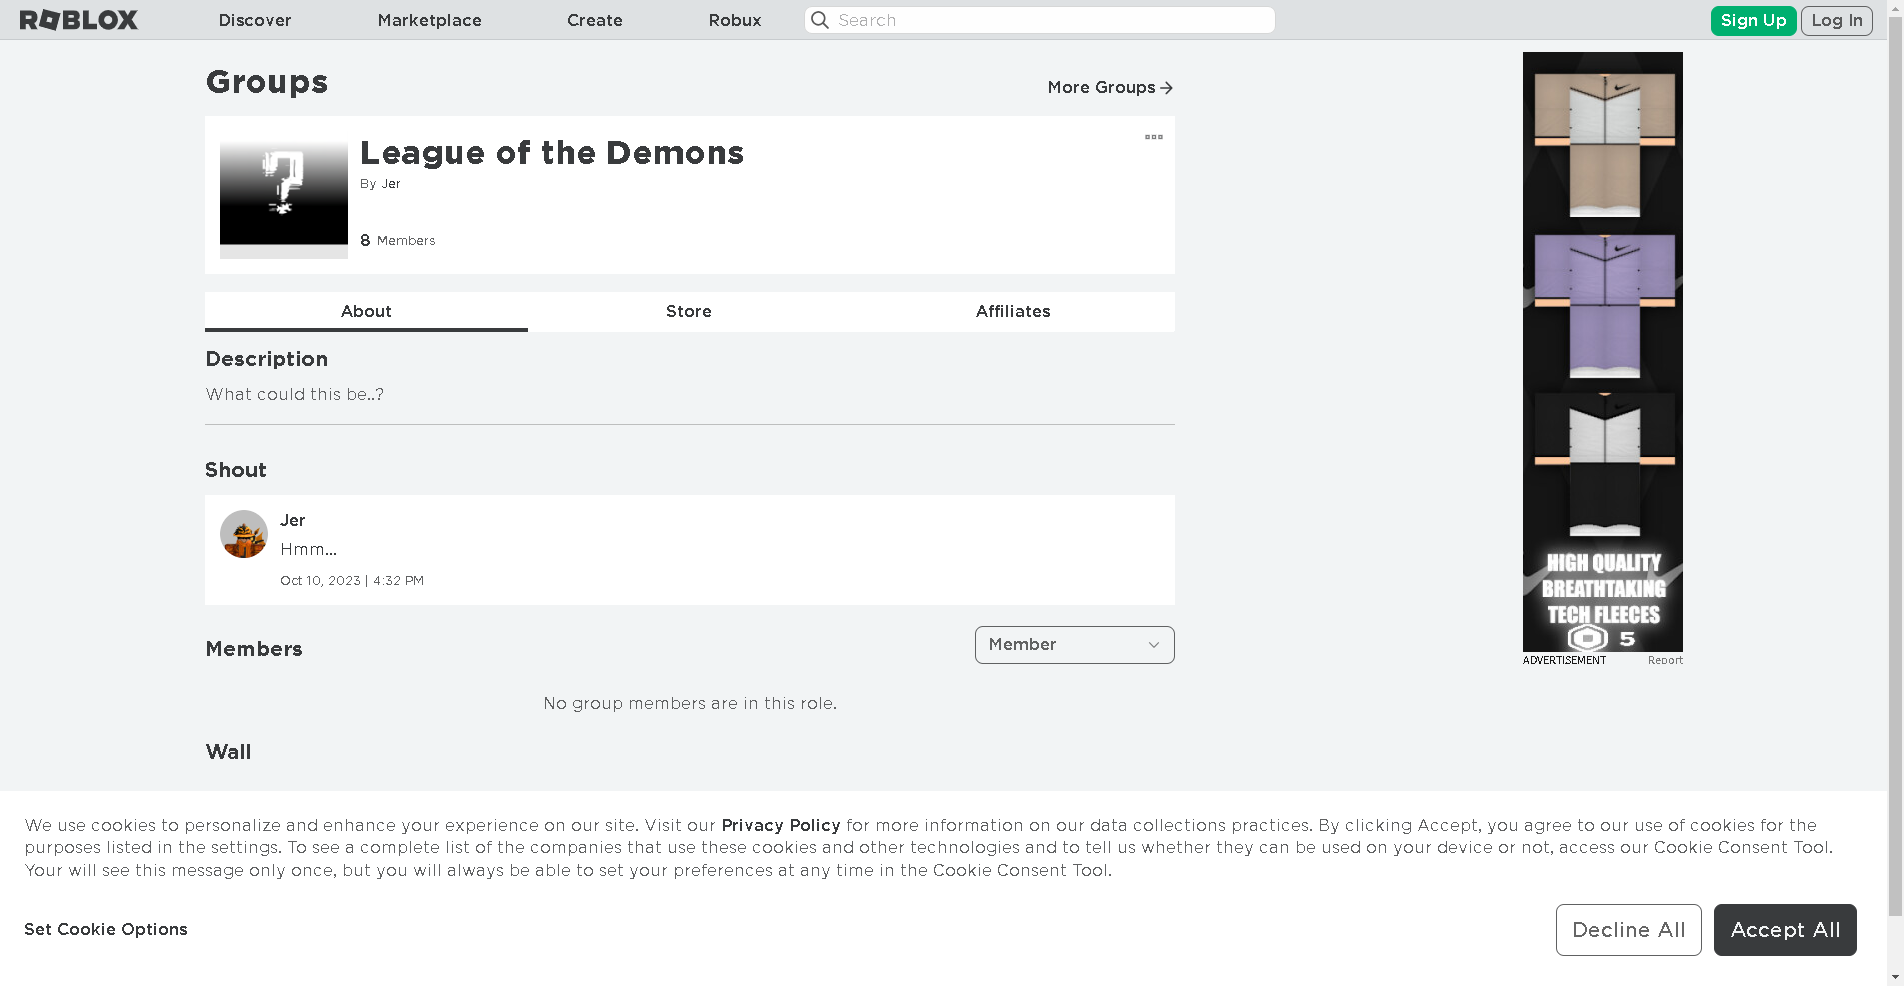 ROBLOX
Discover
Marketplace
Create
Robux
Search
Sign Up
Log In
Groups
More Groups
League of the Demons
By Jer
8 Members
About
Store
Affiliates
Description
What could this be..?
Shout
Jer
Hmm...
Oct 10, 2023 | 4:32 PM
Members
Member
No group members are in this role.
Wall
HIGH QUALITY
BREATHTAKING
TECH FLEECES
5
ADVERTISEMENT
Report
We use cookies to personalize and enhance your experience on our site. Visit our Privacy Policy for more information on our data collections practices. By clicking Accept, you agree to our use of cookies for the
purposes listed in the settings. To see a complete list of the companies that use these cookies and other technologies and to tell us whether they can be used on your device or not, access our Cookie Consent Tool.
Your will see this message only once, but you will always be able to set your preferences at any time in the Cookie Consent Tool.
Set Cookie Options
Decline All
Accept All